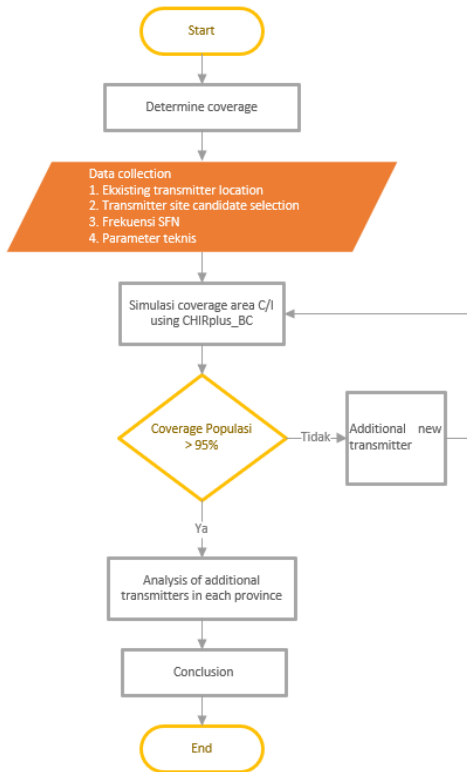 Start
Determine coverage
Data collection
1. Ekxisting transmitter location
2. Transmitter site candidate selection
3. Frekuensi SFN
4. Parameter teknis
Simulasi coverage area C/I
using CHIRplus_BC
Coverage Populasi
> 95%
Tidak
Additional new
transmitter
Ya
Analysis of additional
transmitters in each province
Conclusion
End